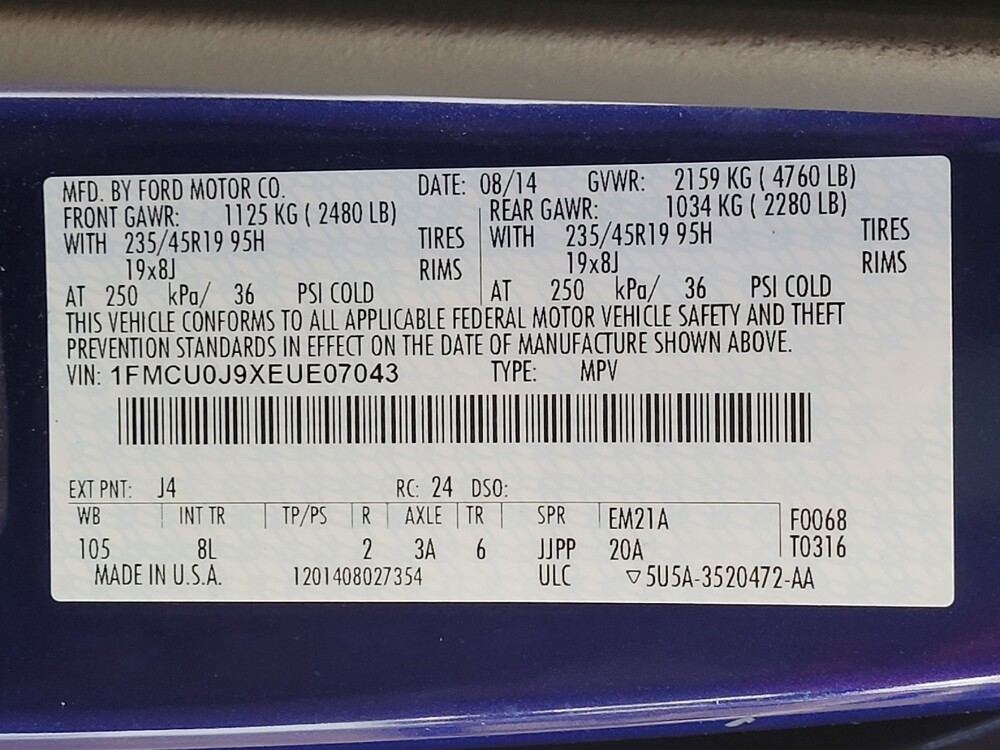 MFD. BY FORD MOTOR CO. DATE: 08/14 GVWR: 2159 KG ( 4760 LB)
FRONT GAWR: 1125 KG ( 2480 LB) REAR GAWR: 1034 KG ( 2280 LB)
WITH 235/45R19 95H TIRES WITH 235/45R19 95H TIRES
19x8J RIMS 19x8J RIMS
AT 250 kPa/ 36 PSI COLD AT 250 kPa/ 36 PSI COLD
THIS VEHICLE CONFORMS TO ALL APPLICABLE FEDERAL MOTOR VEHICLE SAFETY AND THEFT
PREVENTION STANDARDS IN EFFECT ON THE DATE OF MANUFACTURE SHOWN ABOVE.
VIN: 1FMCU0J9XEUE07043 TYPE: MPV
EXT PNT: J4 RC: 24 DSO:
WB INT TR TP/PS R AXLE TR SPR EM21A F0068
105 8L 2 3A 6 JJPP 20A T0316
MADE IN U.S.A. 1201408027354 ULC ▽5U5A-3520472-AA